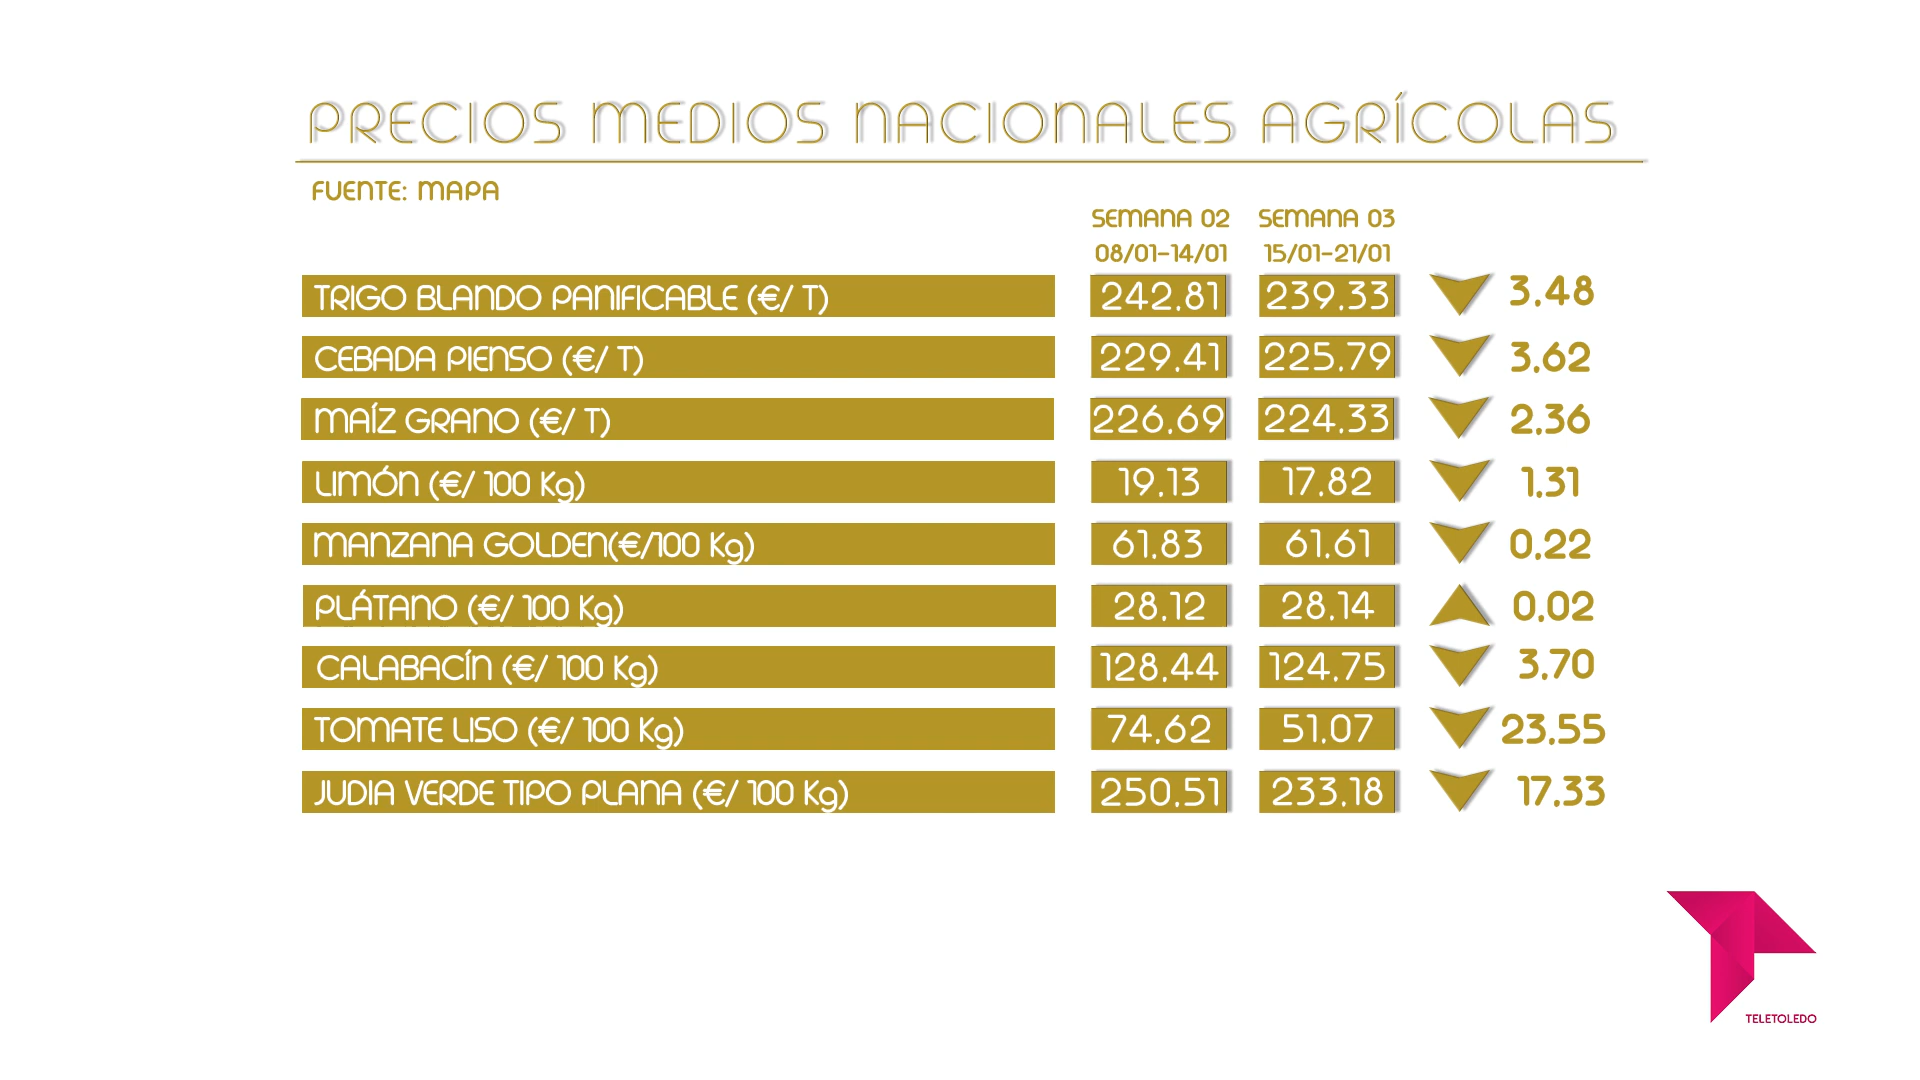 PRECIOS MEDIOS NACIONALES AGRÍCOLAS
FUENTE: MAPA
SEMANA 02 SEMANA 03
08/01-14/01 15/01-21/01
TRIGO BLANDO PANIFICABLE (€/ T) 242,81 239,33 3,48
CEBADA PIENSO (€/ T) 229,41 225,79 3,62
MAÍZ GRANO (€/ T) 226,69 224,33 2,36
LIMÓN (€/ 100 Kg) 19,13 17,82 1,31
MANZANA GOLDEN(€/100 Kg) 61,83 61,61 0,22
PLÁTANO (€/ 100 Kg) 28,12 28,14 0,02
CALABACÍN (€/ 100 Kg) 128,44 124,75 3,70
TOMATE LISO (€/ 100 Kg) 74,62 51,07 23,55
JUDIA VERDE TIPO PLANA (€/ 100 Kg) 250,51 233,18 17,33
TELETOLEDO